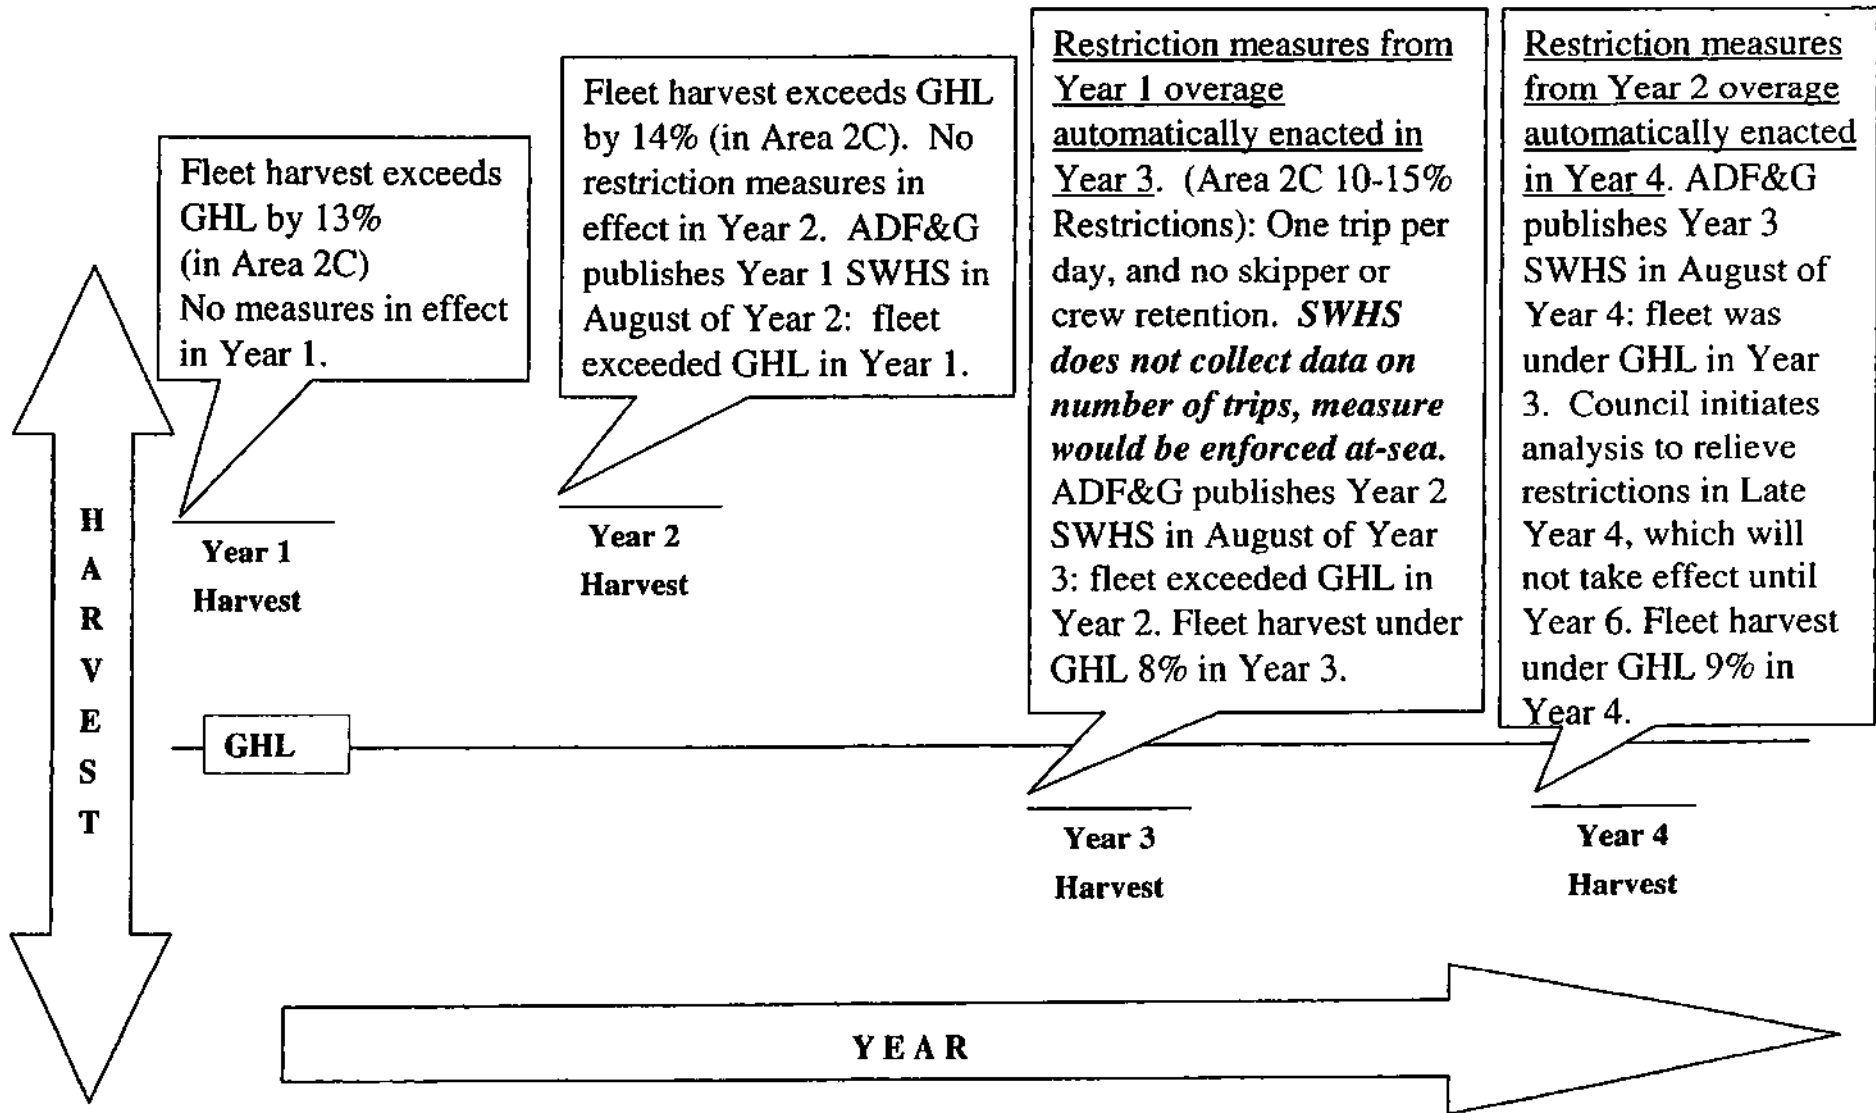 Fleet harvest exceeds
GHL by 13%
(in Area 2C)
No measures in effect
in Year 1.
Fleet harvest exceeds GHL
by 14% (in Area 2C).  No
restriction measures in
effect in Year 2.  ADF&G
publishes Year 1 SWHS in
August of Year 2:  fleet
exceeded GHL in Year 1.
Restriction measures from
Year 1 overage
automatically enacted in
Year 3.  (Area 2C 10-15%
Restrictions): One trip per
day, and no skipper or
crew retention.  SWHS
does not collect data on
number of trips, measure
would be enforced at-sea.
ADF&G publishes Year 2
SWHS in August of Year
3: fleet exceeded GHL in
Year 2. Fleet harvest under
GHL 8% in Year 3.
Restriction measures
from Year 2 overage
automatically enacted
in Year 4. ADF&G
publishes Year 3
SWHS in August of
Year 4: fleet was
under GHL in Year
3.  Council initiates
analysis to relieve
restrictions in Late
Year 4, which will
not take effect until
Year 6. Fleet harvest
under GHL 9% in
Year 4.
HARVEST
Year 1
Harvest
Year 2
Harvest
GHL
Year 3
Harvest
Year 4
Harvest
YEAR